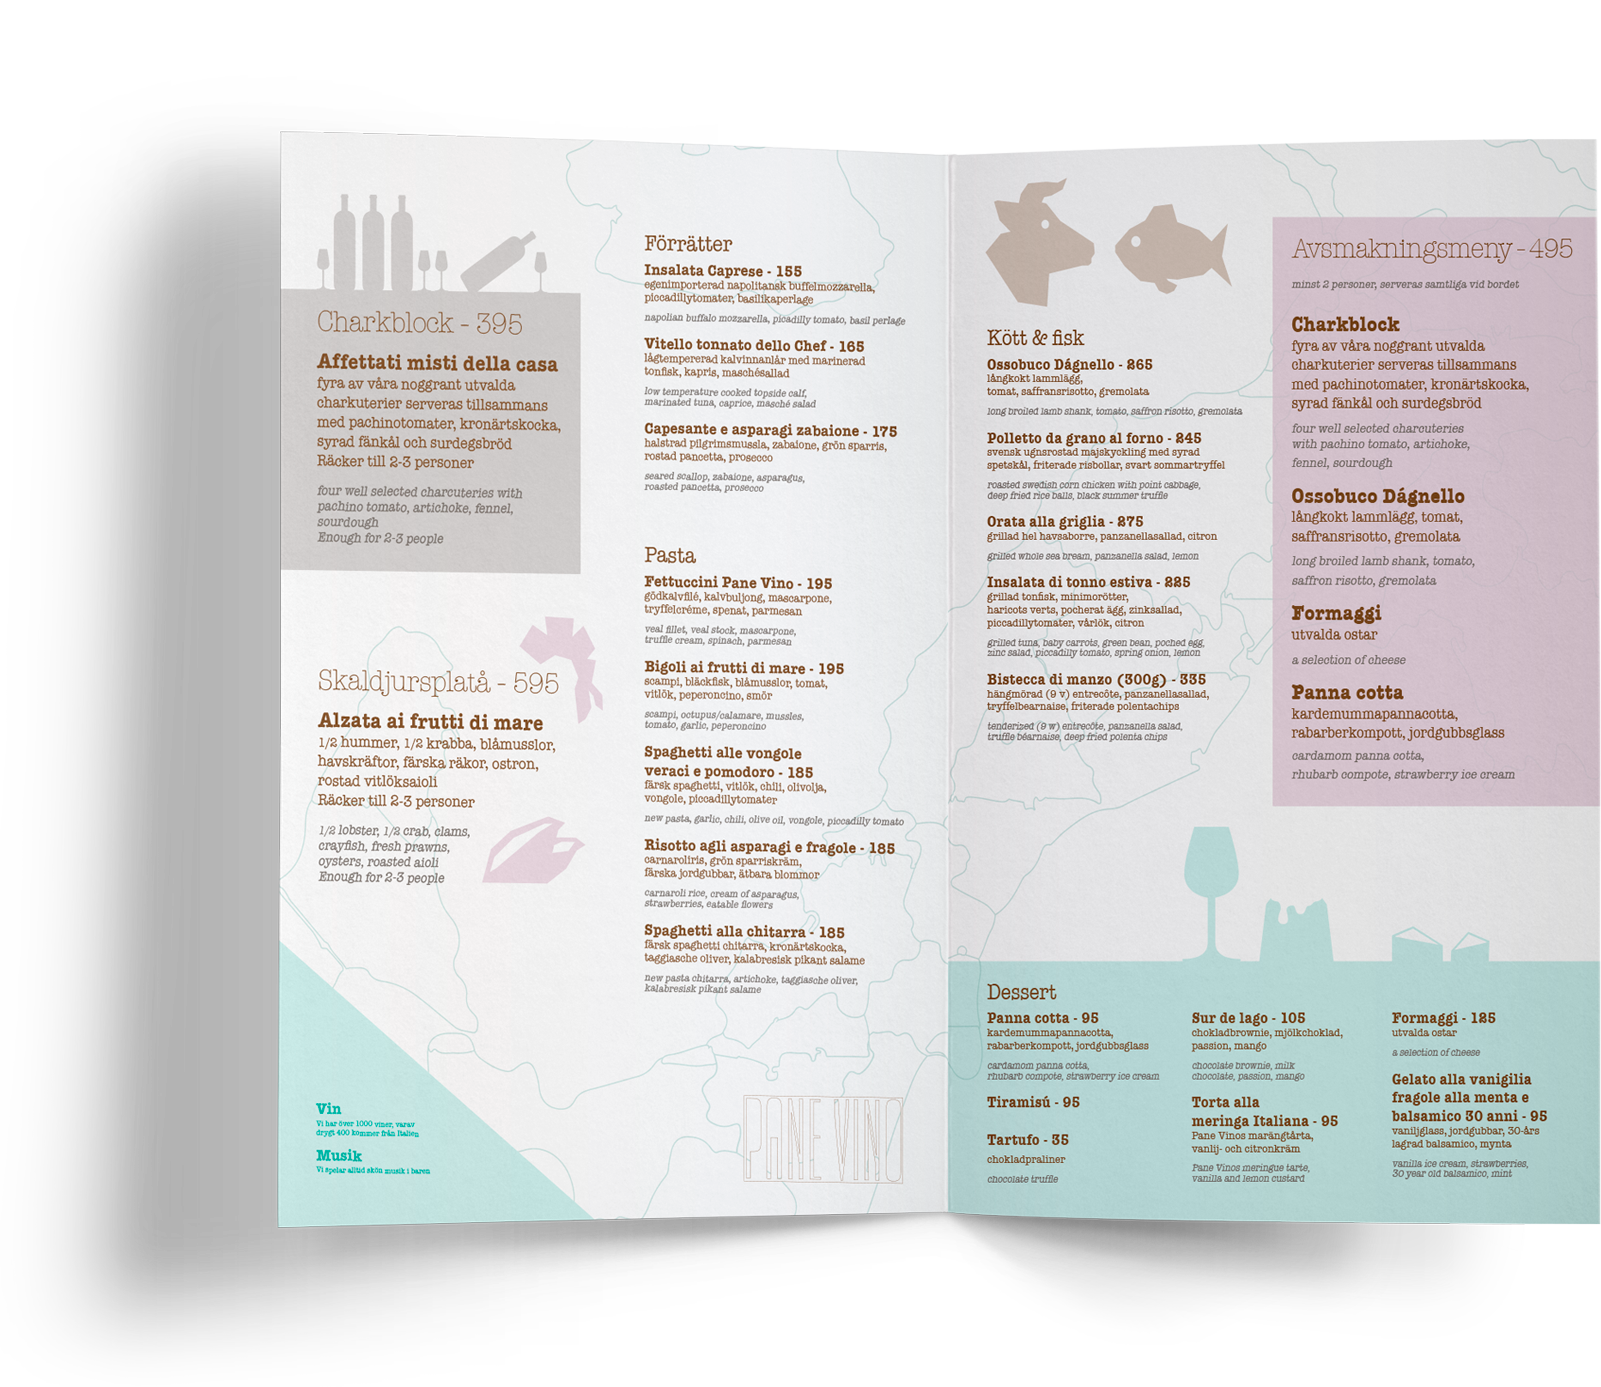 Charkblock - 395
Affettati misti della casa
fyra av våra noggrant utvalda
charkuterier serveras tillsammans
med pachinotomater, kronärtskocka,
syrad fänkål och surdegsbröd
Räcker till 2-3 personer
four well selected charcuteries with
pachino tomato, artichoke, fennel,
sourdough
Enough for 2-3 people
Skaldjursplatå - 595
Alzata ai frutti di mare
1/2 hummer, 1/2 krabba, blåmusslor,
havskräftor, färska räkor, ostron,
rostad vitlöksaioli
Räcker till 2-3 personer
1/2 lobster, 1/2 crab, clams,
crayfish, fresh prawns,
oysters, roasted aioli
Enough for 2-3 people
Vin
Vi har över 1000 viner, varav
drygt 400 kommer från Italien
Musik
Vi spelar alltid skön musik i baren
Förrätter
Insalata Caprese - 155
egenimporterad napolitansk buffelmozzarella,
piccadillytomater, basilikaperlage
napolian buffalo mozzarella, picadilly tomato, basil perlage
Vitello tonnato dello Chef - 165
lågtempererad kalvinnanlår med marinerad
tonfisk, kapris, maschésallad
low temperature cooked topside calf,
marinated tuna, caprice, masché salad
Capesante e asparagi zabaione - 175
halstrad pilgrimsmussla, zabaione, grön sparris,
rostad pancetta, prosecco
seared scallop, zabaione, asparagus,
roasted pancetta, prosecco
Pasta
Fettuccini Pane Vino - 195
gödkalvfilé, kalvbuljong, mascarpone,
tryffelcréme, spenat, parmesan
veal fillet, veal stock, mascarpone,
truffle cream, spinach, parmesan
Bigoli ai frutti di mare - 195
scampi, bläckfisk, blåmusslor, tomat,
vitlök, peperoncino, smör
scampi, octupus/calamare, mussles,
tomato, garlic, peperoncino
Spaghetti alle vongole
veraci e pomodoro - 185
färsk spaghetti, vitlök, chili, olivolja,
vongole, piccadillytomater
new pasta, garlic, chili, olive oil, vongole, piccadilly tomato
Risotto agli asparagi e fragole - 185
carnaroliris, grön sparriskräm,
färska jordgubbar, ätbara blommor
carnaroli rice, cream of asparagus,
strawberries, eatable flowers
Spaghetti alla chitarra - 185
färsk spaghetti chitarra, kronärtskocka,
taggiasche oliver, kalabresisk pikant salame
new pasta chitarra, artichoke, taggiasche oliver,
kalabresisk pikant salame
PANE VINO
Kött & fisk
Ossobuco Dágnello - 265
långkokt lammlägg,
tomat, saffransrisotto, gremolata
long broiled lamb shank, tomato, saffron risotto, gremolata
Polletto da grano al forno - 245
svensk ugnsrostad majskyckling med syrad
spetskål, friterade risbollar, svart sommartryffel
roasted swedish corn chicken with point cabbage,
deep fried rice balls, black summer truffle
Orata alla griglia - 275
grillad hel havsaborre, panzanellasallad, citron
grilled whole sea bream, panzanella salad, lemon
Insalata di tonno estiva - 225
grillad tonfisk, minimorötter,
haricots verts, pocherat ägg, zinksallad,
piccadillytomater, vårlök, citron
grilled tuna, baby carrots, green bean, poched egg,
zinc salad, piccadilly tomato, spring onion, lemon
Bistecca di manzo (300g) - 335
hängmörad (9 v) entrecôte, panzanellasallad,
tryffelbearnaise, friterade polentachips
tenderized (9 w) entrecôte, panzanella salad,
truffle béarnaise, deep fried polenta chips
Avsmakningsmeny - 495
minst 2 personer, serveras samtliga vid bordet
Charkblock
fyra av våra noggrant utvalda
charkuterier serveras tillsammans
med pachinotomater, kronärtskocka,
syrad fänkål och surdegsbröd
four well selected charcuteries
with pachino tomato, artichoke,
fennel, sourdough
Ossobuco Dágnello
långkokt lammlägg, tomat,
saffransrisotto, gremolata
long broiled lamb shank, tomato,
saffron risotto, gremolata
Formaggi
utvalda ostar
a selection of cheese
Panna cotta
kardemummapannacotta,
rabarberkompott, jordgubbsglass
cardamom panna cotta,
rhubarb compote, strawberry ice cream
Dessert
Panna cotta - 95
kardemummapannacotta,
rabarberkompott, jordgubbsglass
cardamom panna cotta,
rhubarb compote, strawberry ice cream
Tiramisú - 95
Tartufo - 35
chokladpraliner
chocolate truffle
Sur de lago - 105
chokladbrownie, mjölkchoklad,
passion, mango
chocolate brownie, milk
chocolate, passion, mango
Torta alla
meringa Italiana - 95
Pane Vinos marängtårta,
vanilj- och citronkräm
Pane Vinos meringue tarte,
vanilla and lemon custard
Formaggi - 125
utvalda ostar
a selection of cheese
Gelato alla vanigilia
fragole alla menta e
balsamico 30 anni - 95
vaniljglass, jordgubbar, 30-års
lagrad balsamico, mynta
vanilla ice cream, strawberries,
30 year old balsamico, mint